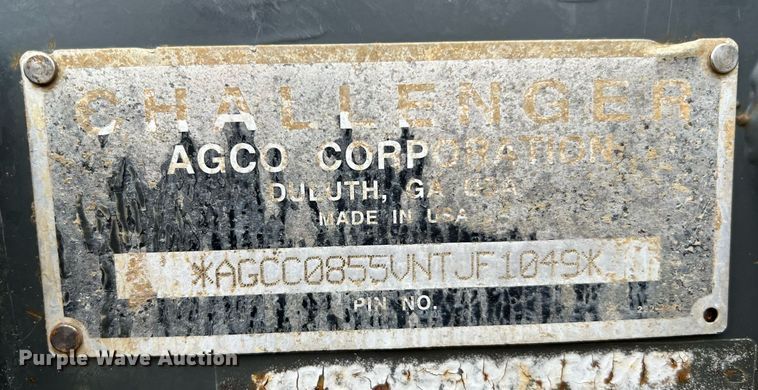 CHALLENGER
AGCO CORPORATION
DULUTH, GA USA
MADE IN USA
*AGCC0855VNTJF1049*
PIN NO.
Purple Wave Auction